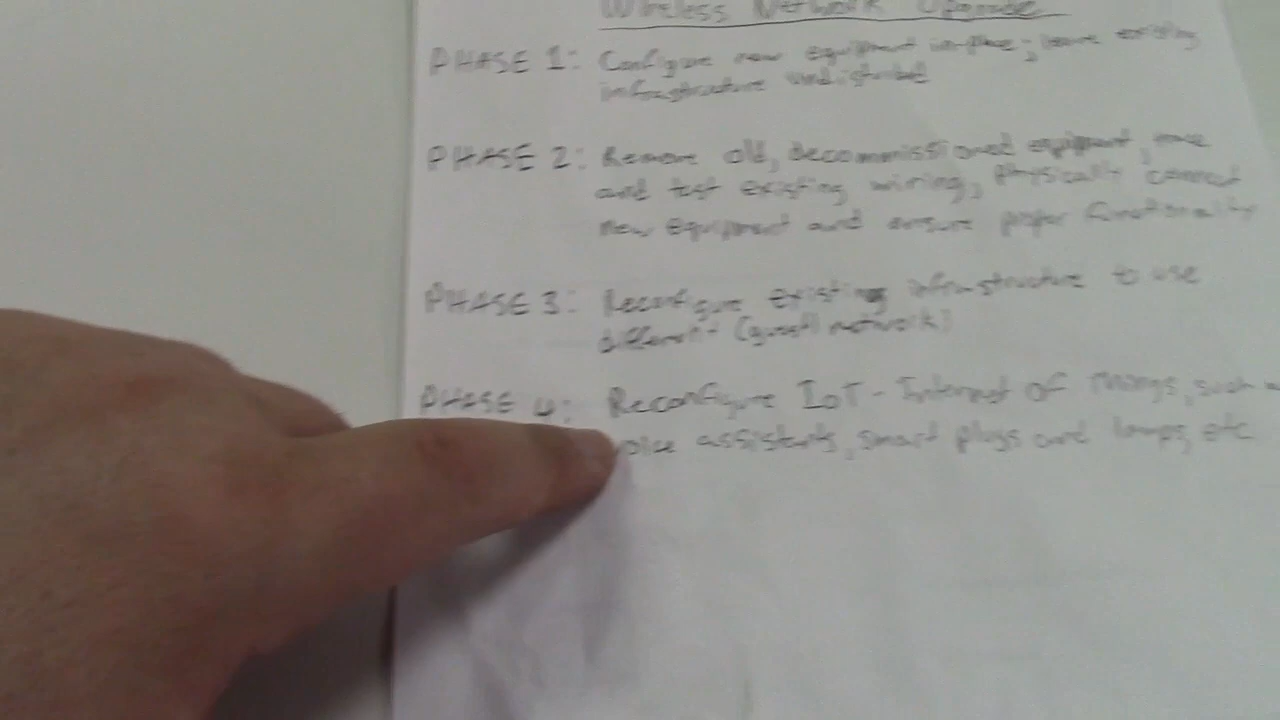 Wireless Network Upgrade
PHASE 1: Configure new equipment in-place; leave existing
infrastructure undisturbed
PHASE 2: Remove old, decommissioned equipment, trace
and test existing wiring, physically connect
new equipment and ensure proper functionality
PHASE 3: Reconfigure existing infrastructure to use
different (guest) network
PHASE 4: Reconfigure IoT - Internet of Things, such
voice assistants, smart plugs and lamps, etc